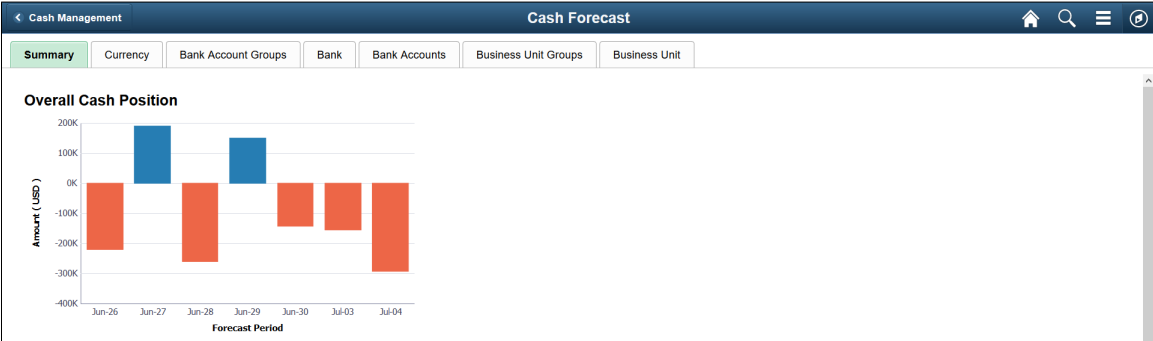 Cash Management
Cash Forecast
Summary
Currency
Bank Account Groups
Bank
Bank Accounts
Business Unit Groups
Business Unit
Overall Cash Position
200K
100K
0K
-100K
-200K
-300K
-400K
Amount ( USD )
Jun-26 Jun-27 Jun-28 Jun-29 Jun-30 Jul-03 Jul-04
Forecast Period